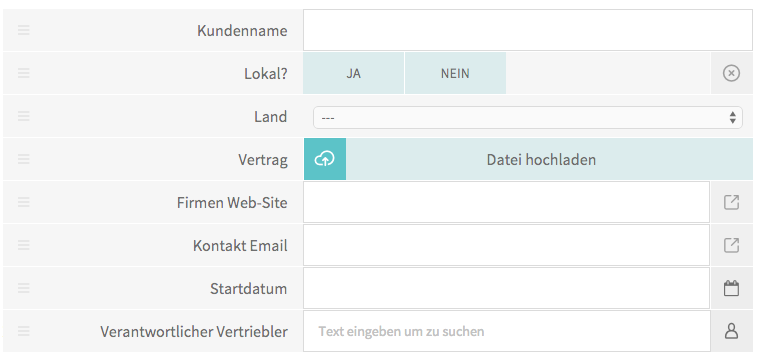 Kundenname
Lokal? JA NEIN
Land ---
Vertrag Datei hochladen
Firmen Web-Site
Kontakt Email
Startdatum
Verantwortlicher Vertriebler Text eingeben um zu suchen